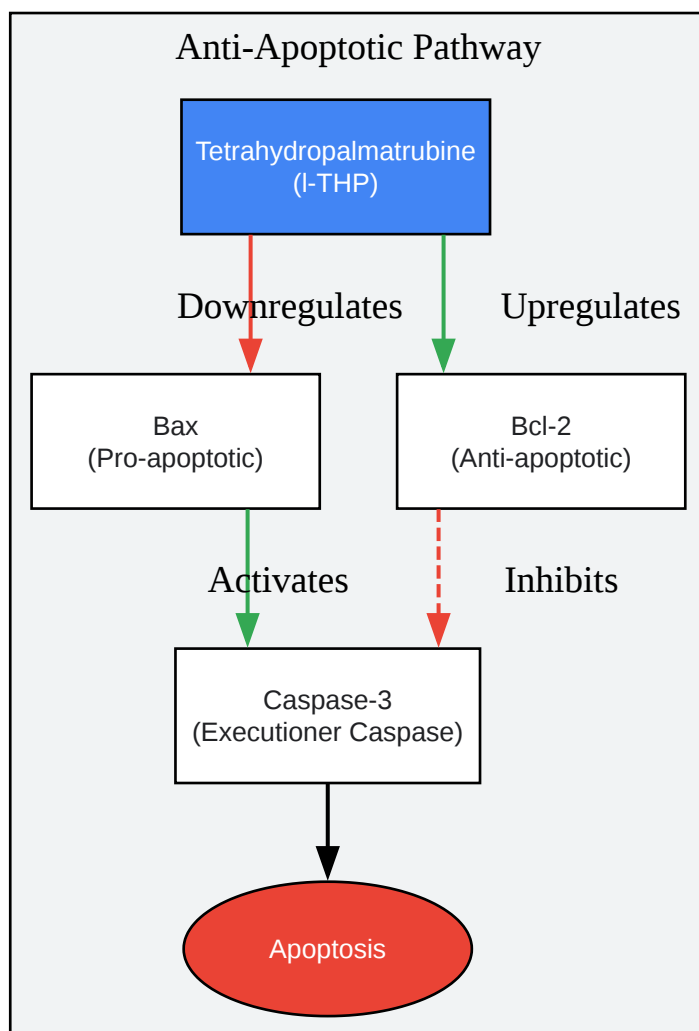 Anti-Apoptotic Pathway
Tetrahydropalmatrubine
(l-THP)
Downregulates
Upregulates
Bax
(Pro-apoptotic)
Bcl-2
(Anti-apoptotic)
Activates
Inhibits
Caspase-3
(Executioner Caspase)
Apoptosis